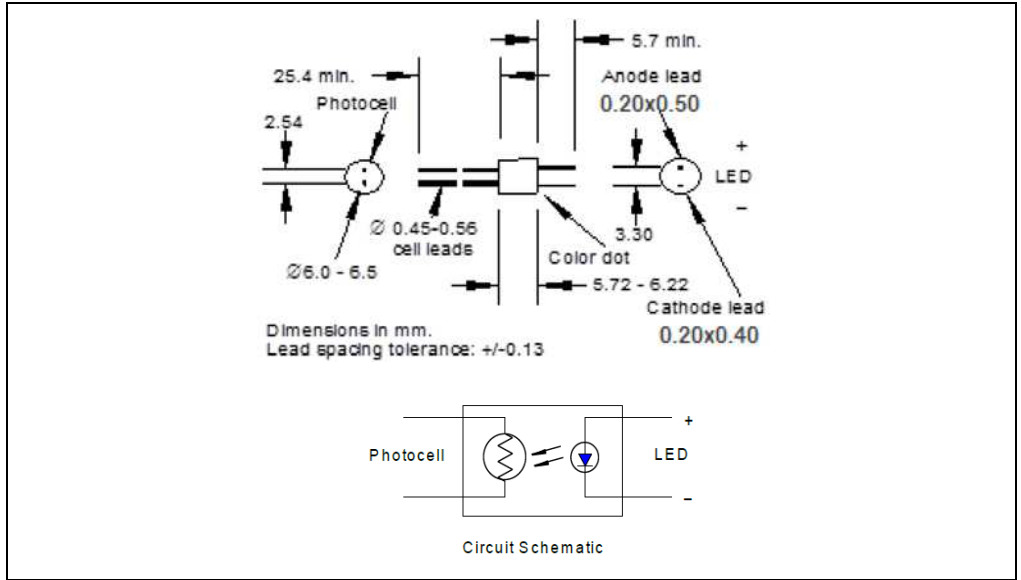 5.7 min.
25.4 min.
Anode lead
Photocell
0.20x0.50
2.54
+
LED
–
Ø 0.45-0.56
cell leads
3.30
Color dot
Ø6.0 - 6.5
5.72 - 6.22
Cathode lead
0.20x0.40
Dimensions in mm.
Lead spacing tolerance: +/-0.13
+
Photocell
LED
–
Circuit Schematic